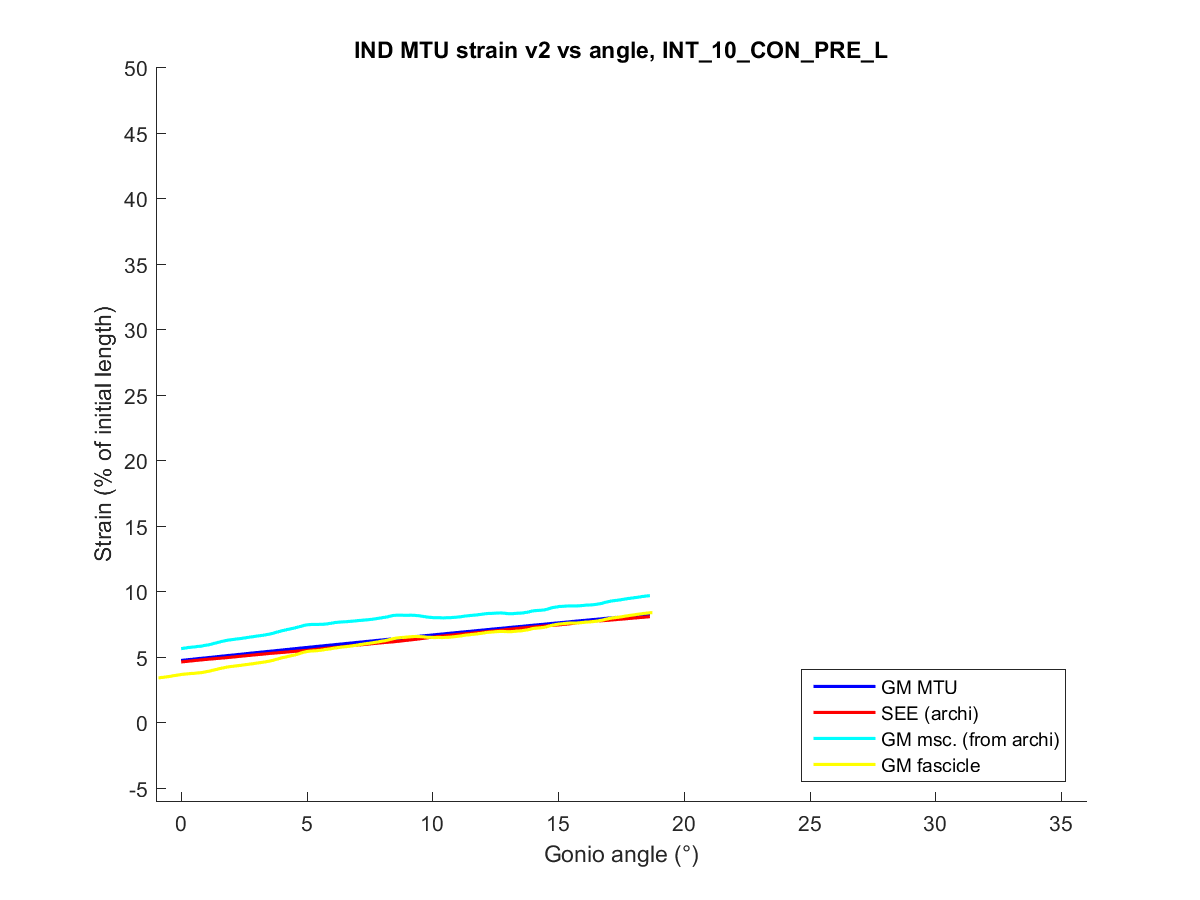 IND MTU strain v2 vs angle, INT_10_CON_PRE_L
50
45
40
35
30
25
20
15
10
5
0
-5
Strain (% of initial length)
0 5 10 15 20 25 30 35
Gonio angle (°)
GM MTU
SEE (archi)
GM msc. (from archi)
GM fascicle